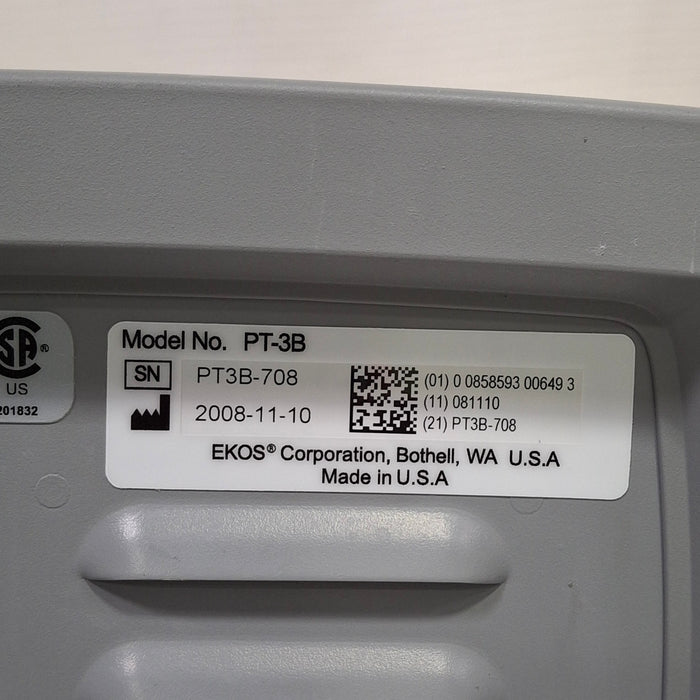 Model No. PT-3B
SN PT3B-708
2008-11-10
(01) 0 0858593 00649 3
(11) 081110
(21) PT3B-708
EKOS® Corporation, Bothell, WA U.S.A
Made in U.S.A
SA®
US
201832